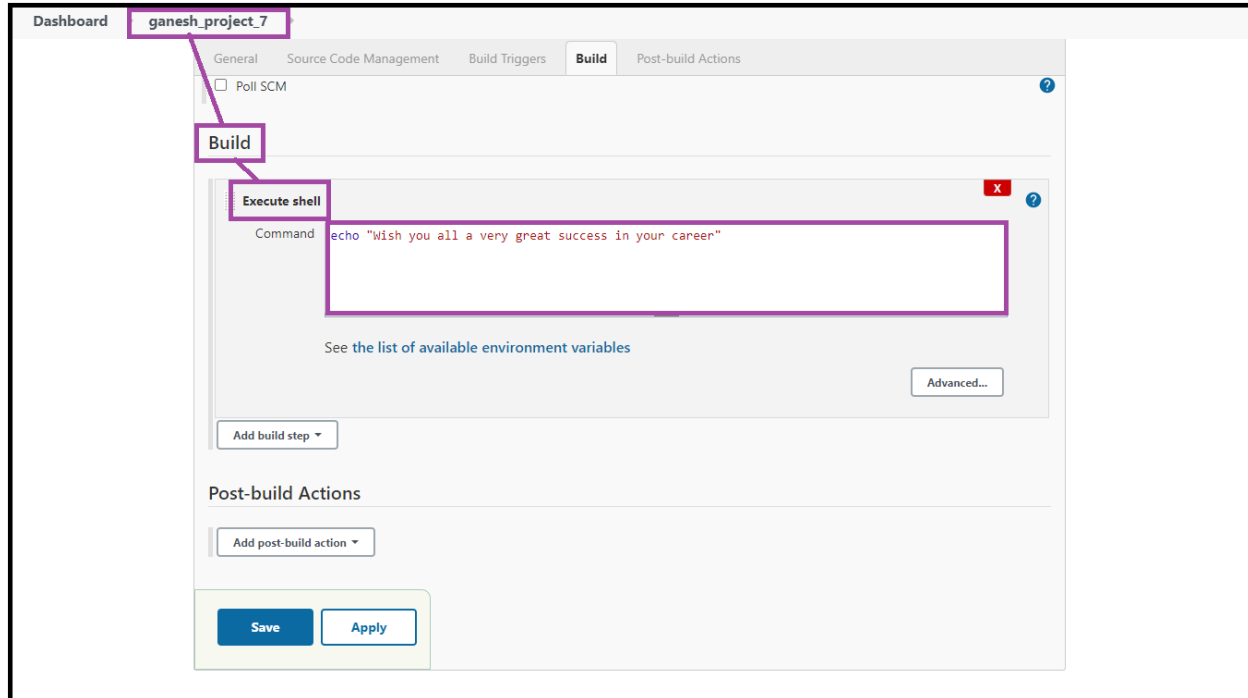 Dashboard ganesh_project_7
General Source Code Management Build Triggers Build Post-build Actions
Poll SCM ?
Build
X
Execute shell ?
Command echo "Wish you all a very great success in your career"
See the list of available environment variables
Advanced...
Add build step
Post-build Actions
Add post-build action
Save Apply